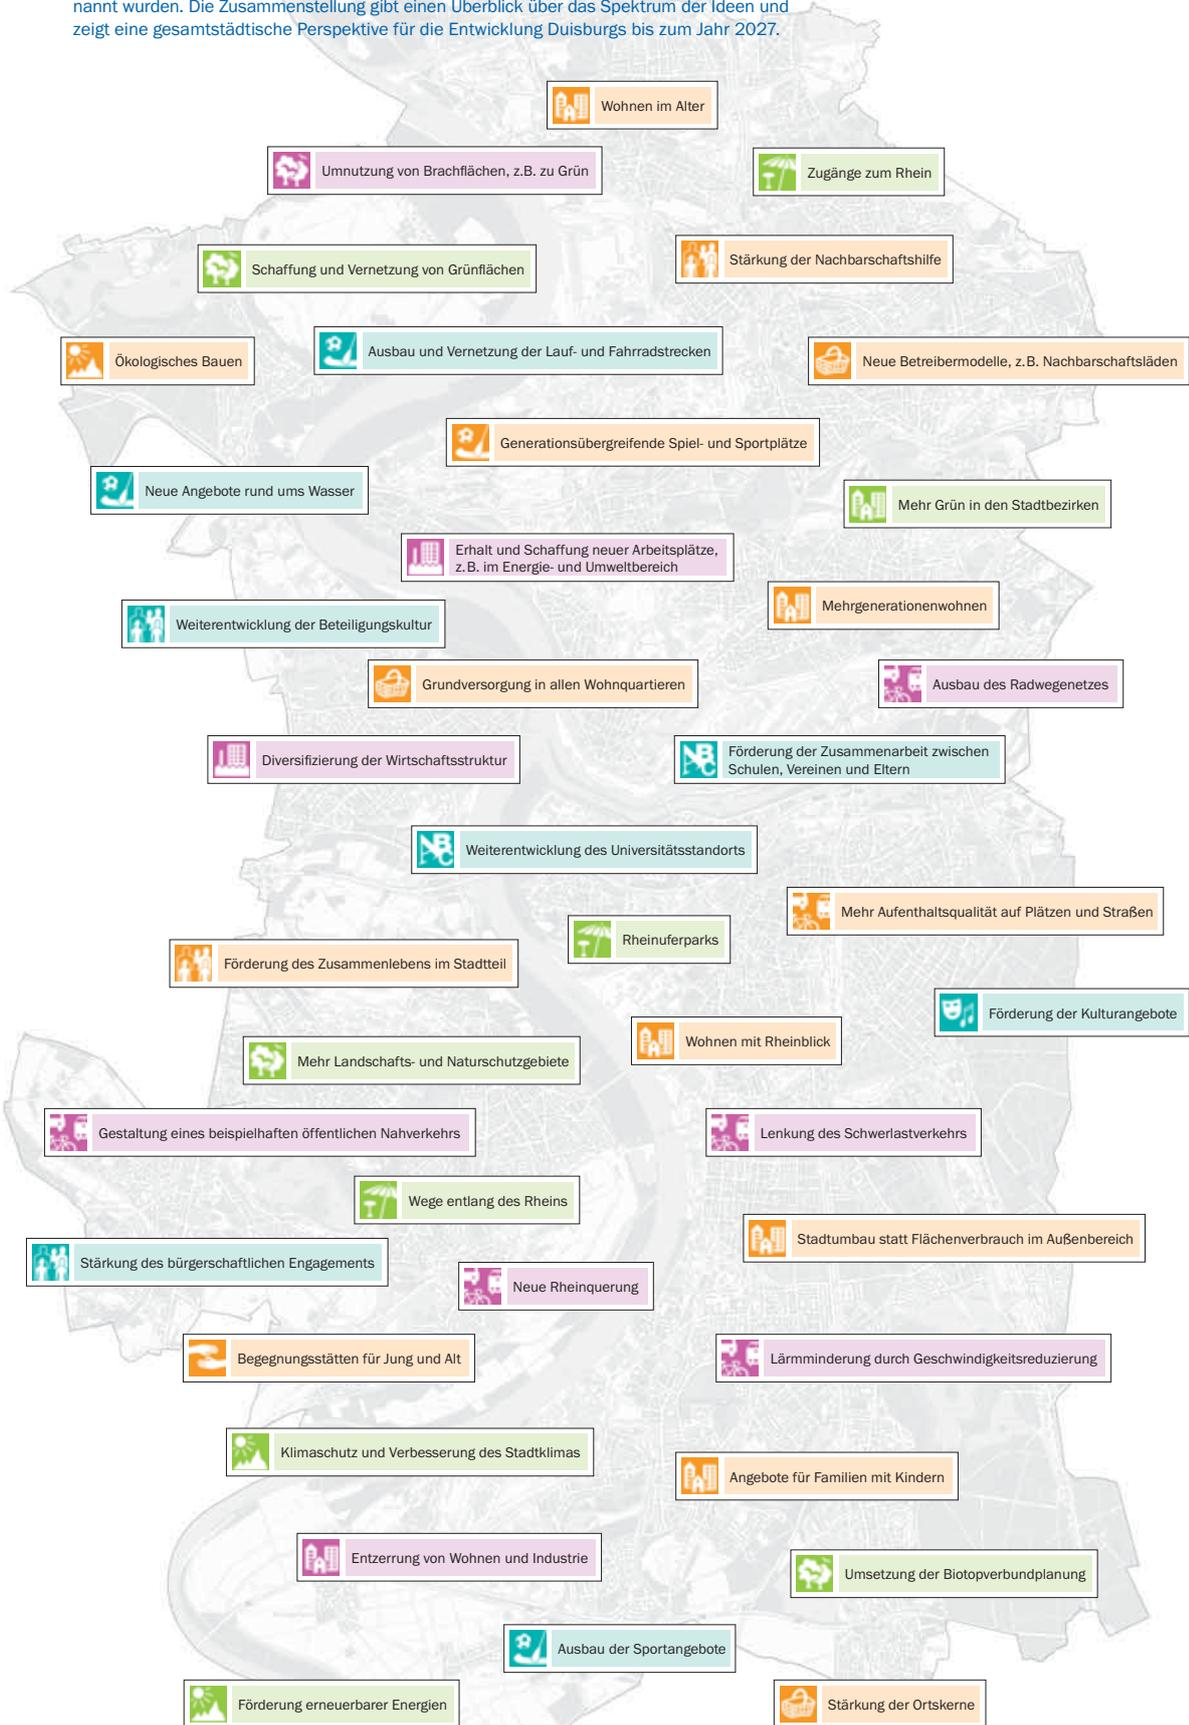 nannt wurden. Die Zusammenstellung gibt einen Überblick über das Spektrum der Ideen und
zeigt eine gesamtstädtische Perspektive für die Entwicklung Duisburgs bis zum Jahr 2027.
Wohnen im Alter
Umnutzung von Brachflächen, z.B. zu Grün
Zugänge zum Rhein
Stärkung der Nachbarschaftshilfe
Schaffung und Vernetzung von Grünflächen
Ausbau und Vernetzung der Lauf- und Fahrradstrecken
Ökologisches Bauen
Neue Betreibermodelle, z.B. Nachbarschaftsläden
Generationsübergreifende Spiel- und Sportplätze
Neue Angebote rund ums Wasser
Mehr Grün in den Stadtbezirken
Erhalt und Schaffung neuer Arbeitsplätze,
z.B. im Energie- und Umweltbereich
Mehrgenerationenwohnen
Weiterentwicklung der Beteiligungskultur
Grundversorgung in allen Wohnquartieren
Ausbau des Radwegenetzes
Diversifizierung der Wirtschaftsstruktur
Förderung der Zusammenarbeit zwischen
Schulen, Vereinen und Eltern
Weiterentwicklung des Universitätsstandorts
Mehr Aufenthaltsqualität auf Plätzen und Straßen
Rheinuferparks
Förderung des Zusammenlebens im Stadtteil
Förderung der Kulturangebote
Wohnen mit Rheinblick
Mehr Landschafts- und Naturschutzgebiete
Gestaltung eines beispielhaften öffentlichen Nahverkehrs
Lenkung des Schwerlastverkehrs
Wege entlang des Rheins
Stadtumbau statt Flächenverbrauch im Außenbereich
Stärkung des bürgerschaftlichen Engagements
Neue Rheinquerung
Begegnungsstätten für Jung und Alt
Lärmminderung durch Geschwindigkeitsreduzierung
Klimaschutz und Verbesserung des Stadtklimas
Angebote für Familien mit Kindern
Entzerrung von Wohnen und Industrie
Umsetzung der Biotopverbundplanung
Ausbau der Sportangebote
Förderung erneuerbarer Energien
Stärkung der Ortskerne